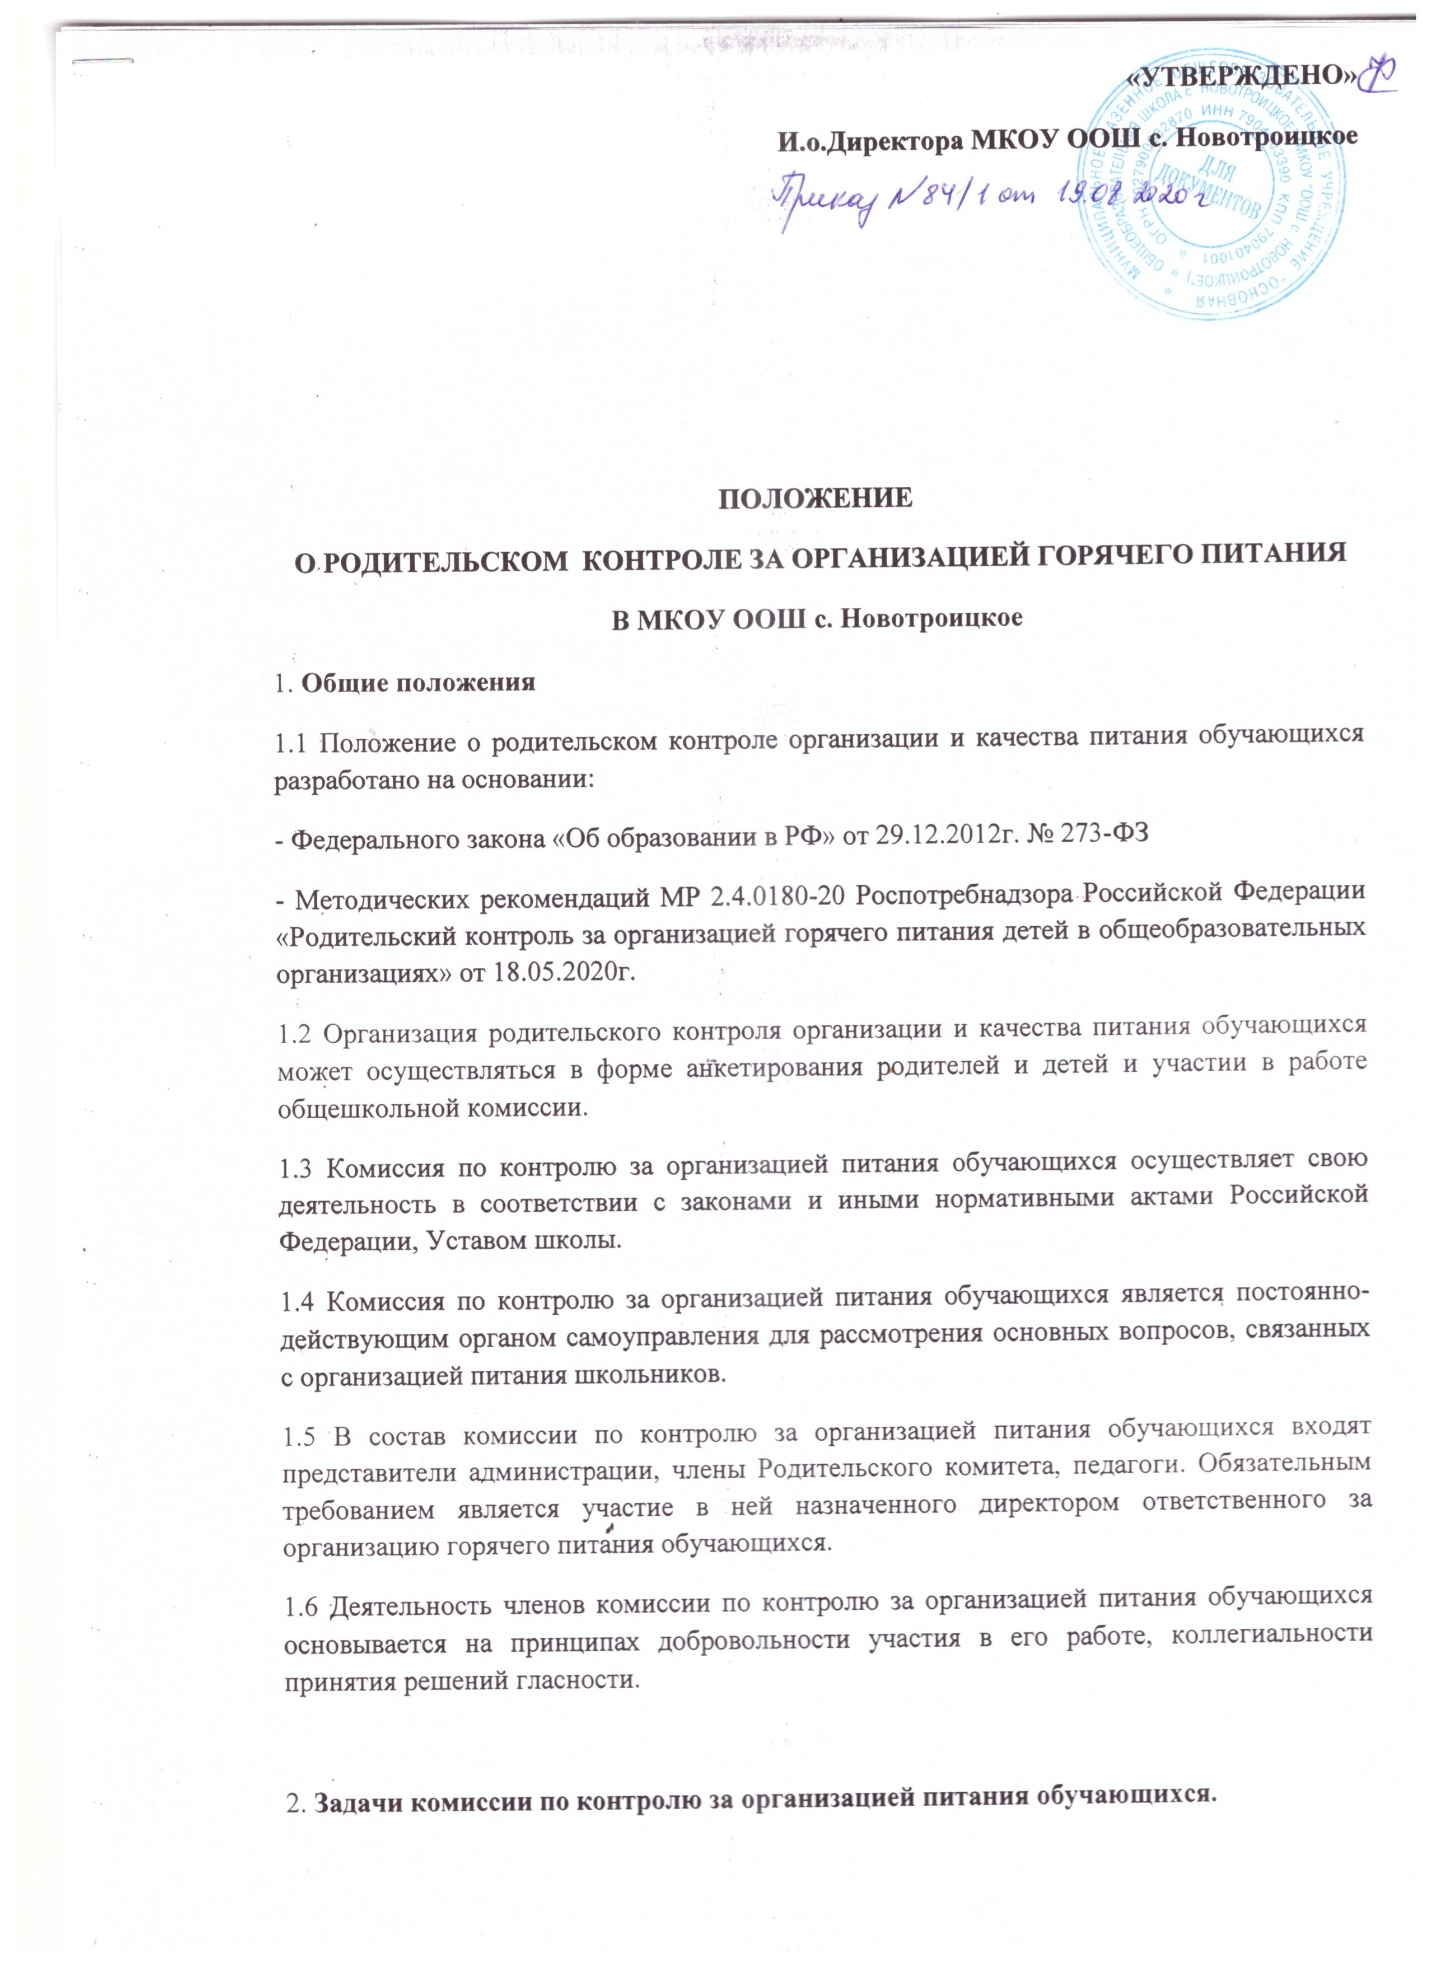 «УТВЕРЖДЕНО»
И.о.Директора МКОУ ООШ с. Новотроицкое
Приказ №84/1 от 19.08 2020 г
ДЛЯ
ДОКУМЕНТОВ
ПОЛОЖЕНИЕ
О РОДИТЕЛЬСКОМ КОНТРОЛЕ ЗА ОРГАНИЗАЦИЕЙ ГОРЯЧЕГО ПИТАНИЯ
В МКОУ ООШ с. Новотроицкое
1. Общие положения
1.1 Положение о родительском контроле организации и качества питания обучающихся
разработано на основании:
- Федерального закона «Об образовании в РФ» от 29.12.2012г. № 273-ФЗ
- Методических рекомендаций МР 2.4.0180-20 Роспотребнадзора Российской Федерации
«Родительский контроль за организацией горячего питания детей в общеобразовательных
организациях» от 18.05.2020г.
1.2 Организация родительского контроля организации и качества питания обучающихся
может осуществляться в форме анкетирования родителей и детей и участии в работе
общешкольной комиссии.
1.3 Комиссия по контролю за организацией питания обучающихся осуществляет свою
деятельность в соответствии с законами и иными нормативными актами Российской
Федерации, Уставом школы.
1.4 Комиссия по контролю за организацией питания обучающихся является постоянно-
действующим органом самоуправления для рассмотрения основных вопросов, связанных
с организацией питания школьников.
1.5 В состав комиссии по контролю за организацией питания обучающихся входят
представители администрации, члены Родительского комитета, педагоги. Обязательным
требованием является участие в ней назначенного директором ответственного за
организацию горячего питания обучающихся.
1.6 Деятельность членов комиссии по контролю за организацией питания обучающихся
основывается на принципах добровольности участия в его работе, коллегиальности
принятия решений гласности.
2. Задачи комиссии по контролю за организацией питания обучающихся.